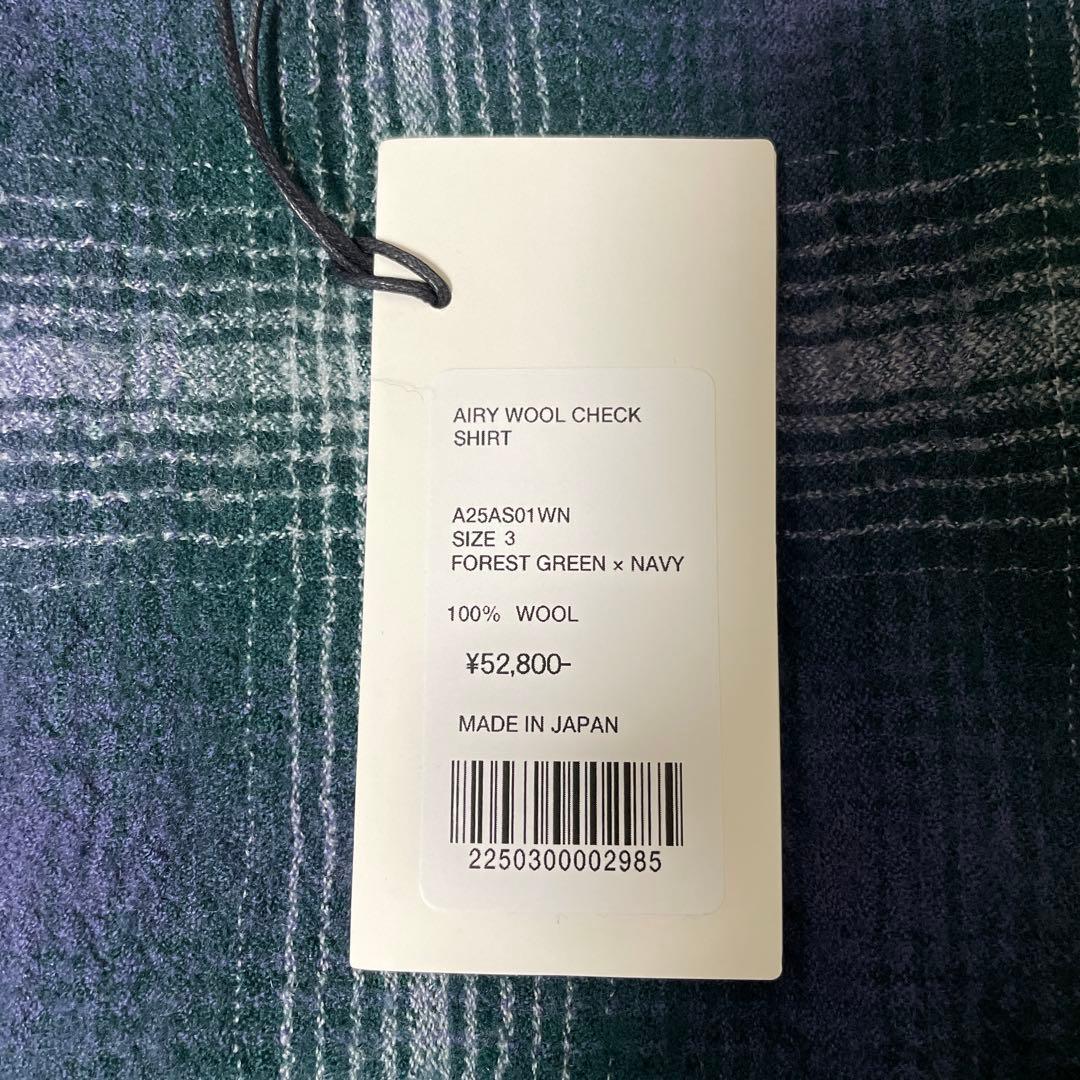 AIRY WOOL CHECK
SHIRT
A25AS01WN
SIZE 3
FOREST GREEN × NAVY
100% WOOL
¥52,800-
MADE IN JAPAN
2250300002985